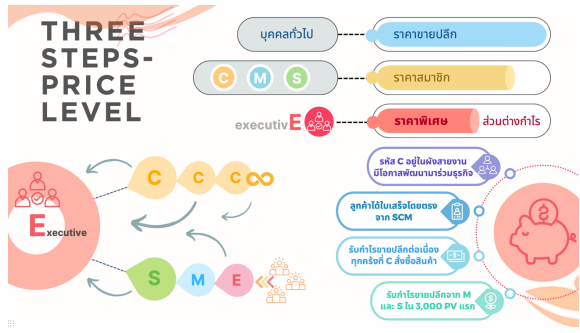 THREE
STEPS-
PRICE
LEVEL
บุคคลทั่วไป
ราคาขายปลีก
C M S
ราคาสมาชิก
executivE
ราคาพิเศษ ส่วนต่างกำไร
Executive
C C C
S M E
รหัส C อยู่ในผังสายงาน
มีโอกาสพัฒนามาร่วมธุรกิจ
ลูกค้าได้ใบเสร็จโดยตรง
จาก SCM
รับกำไรขายปลีกต่อเนื่อง
ทุกครั้งที่ C สั่งซื้อสินค้า
รับกำไรขายปลีกจาก M
และ S ใน 3,000 PV แรก